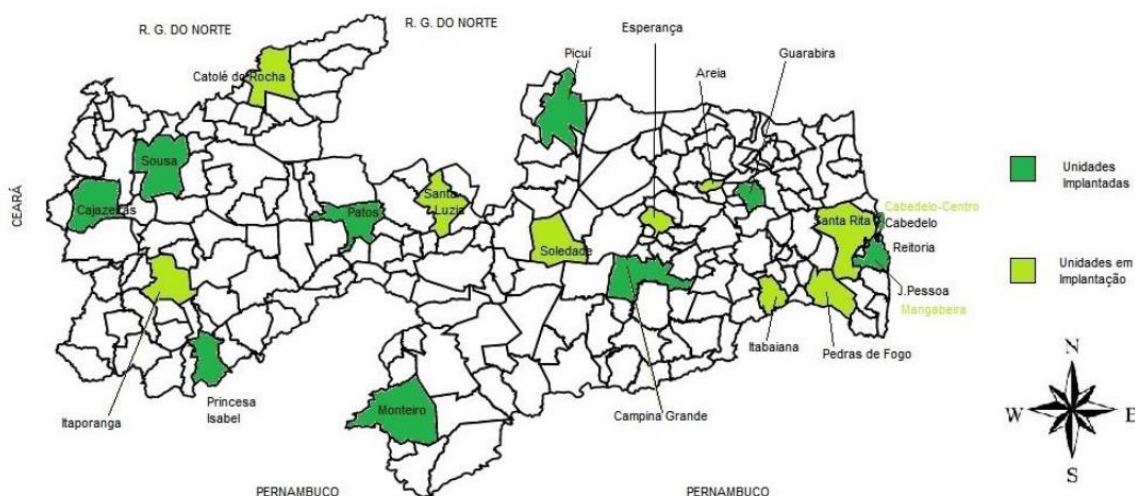 R. G. DO NORTE
R. G. DO NORTE
Esperança
Picuí
Guarabira
Areia
Catolé do Rocha
Sousa
Unidades
Implantadas
CEARÁ
Cajazeiras
Patos
Santa
Luzia
Santa Rita
Cabedelo-Centro
Cabedelo
Soledade
Reitoria
Unidades em
Implantação
J.Pessoa
Mangabeira
Itabaiana
Pedras de Fogo
Itaporanga
Princesa
Isabel
Monteiro
Campina Grande
PERNAMBUCO
PERNAMBUCO
N
W
E
S